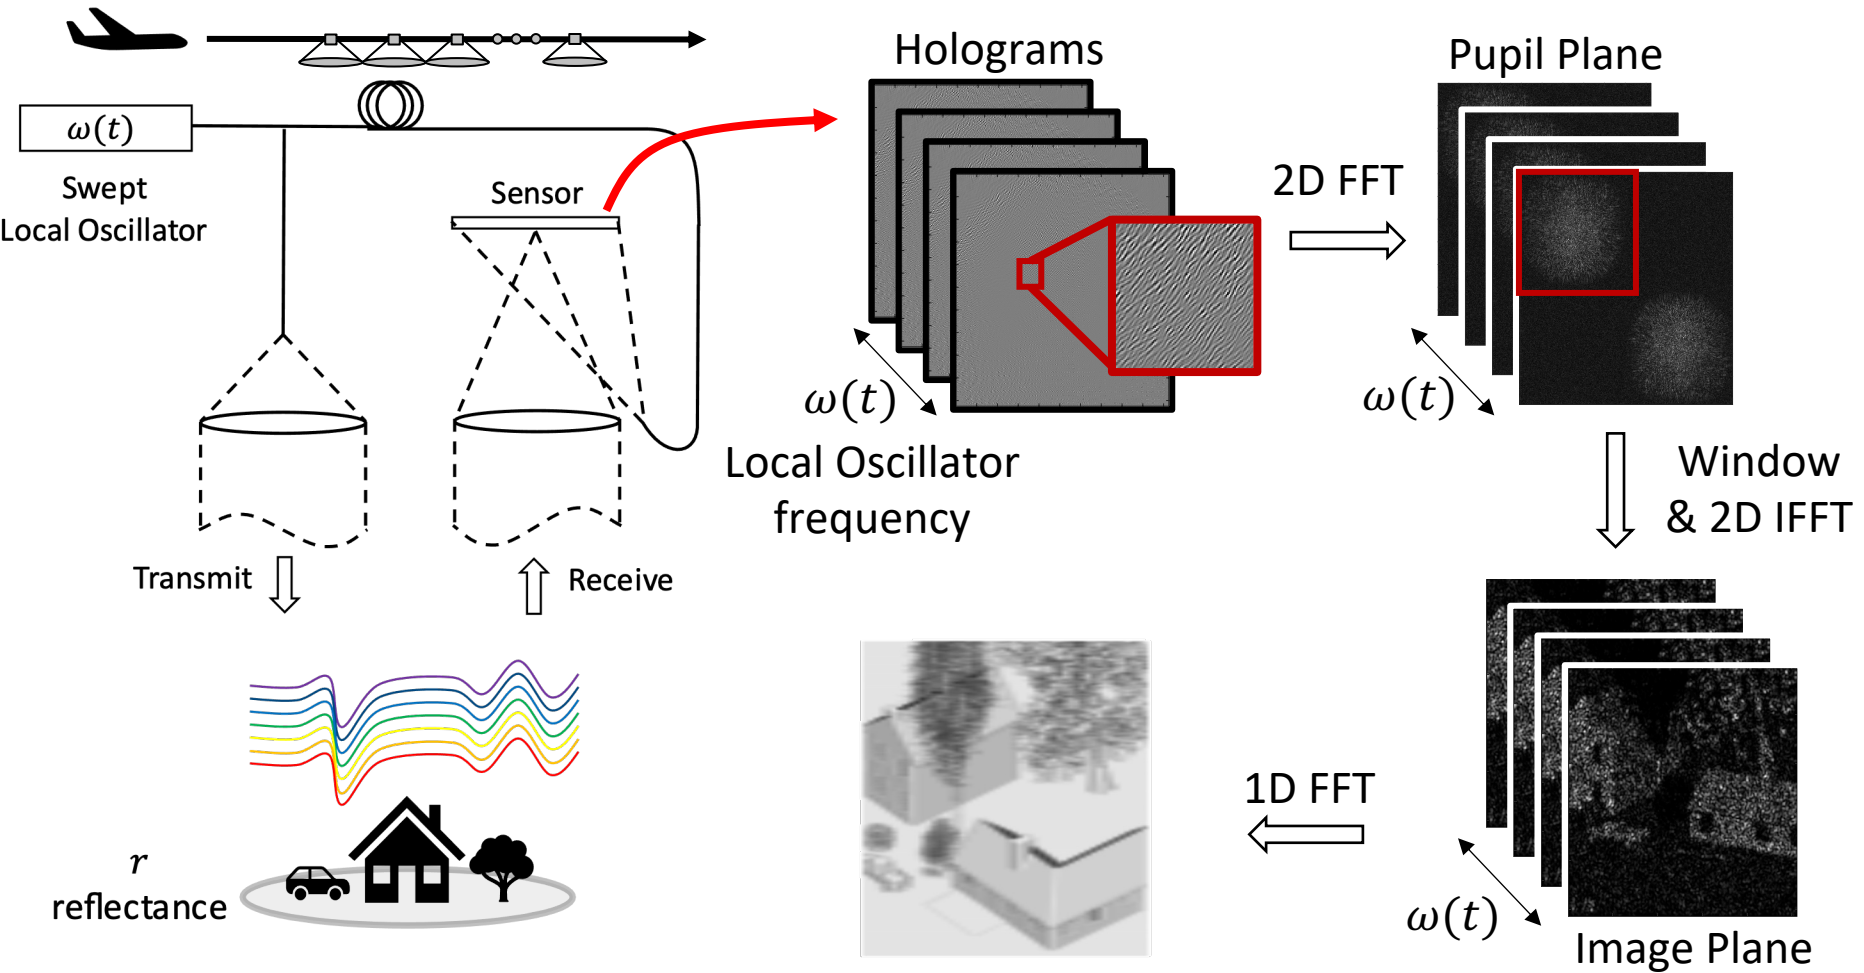 ω(t)
Swept
Local Oscillator
Sensor
Transmit
Receive
r
reflectance
Holograms
ω(t)
Local Oscillator
frequency
2D FFT
Pupil Plane
ω(t)
Window
& 2D IFFT
ω(t)
Image Plane
1D FFT